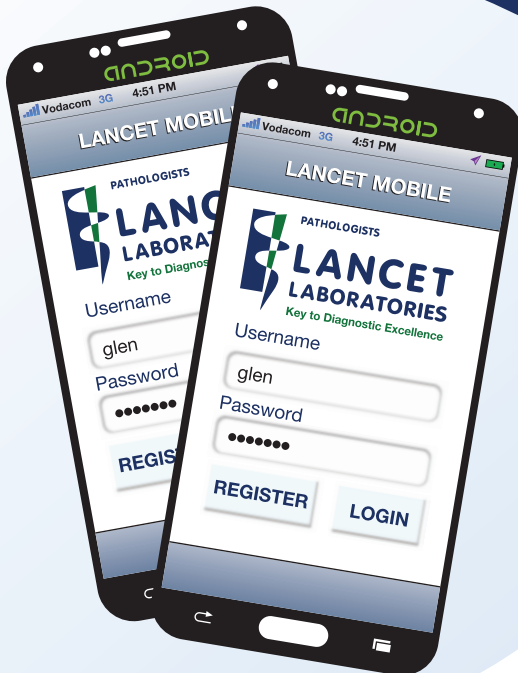 android
Vodacom 3G 4:51 PM
LANCET MOBIL
PATHOLOGISTS
LANC
LABORAT
Key to Diagnos
Username
glen
Password
•••••••
REGIS
android
Vodacom 3G 4:51 PM
LANCET MOBILE
PATHOLOGISTS
LANCET
LABORATORIES
Key to Diagnostic Excellence
Username
glen
Password
•••••••
REGISTER LOGIN